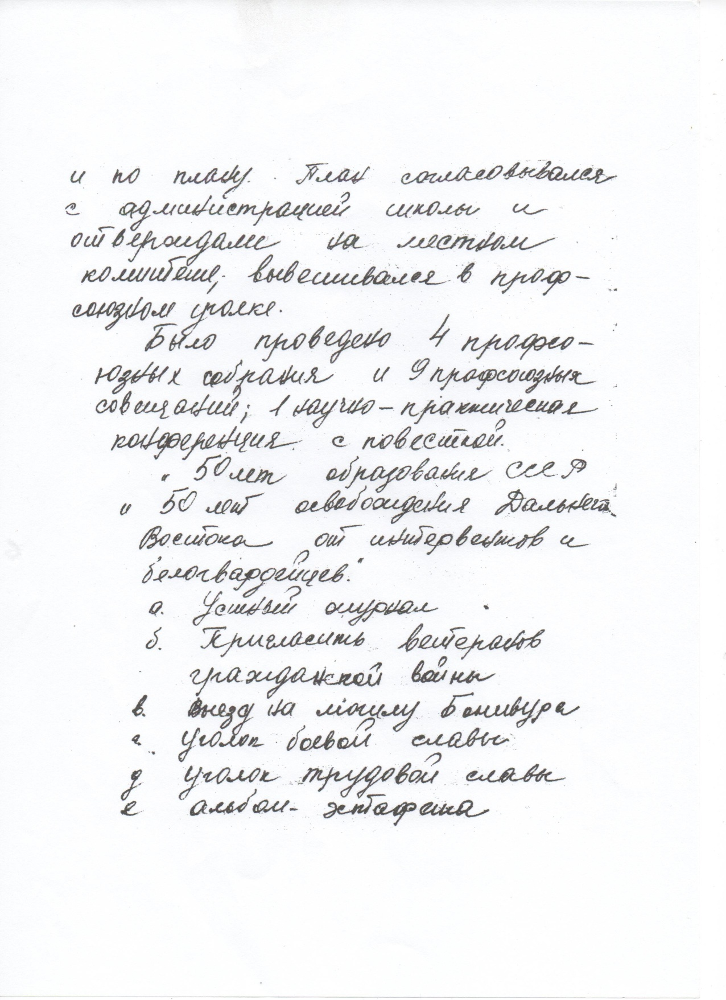 и по плану. План согласовывался
с администрацией школы и
отверждали на местном
комитете, вывешивался в проф-
союзном уголке.
Было проведено 4 профсо-
юзных собрания и 9 профсоюзных
совещаний; 1 научно-практическая
конференция с повесткой.
" 50 лет образования СССР
" 50 лет освобождения Дальнего
Востока от интервентов и
белогвардейцев."
а. Устный журнал
б. Пригласить ветеранов
гражданской войны
в. Выезд на могилу Бонивура
г. Уголок боевой славы
д уголок трудовой славы
е альбом - эстафета